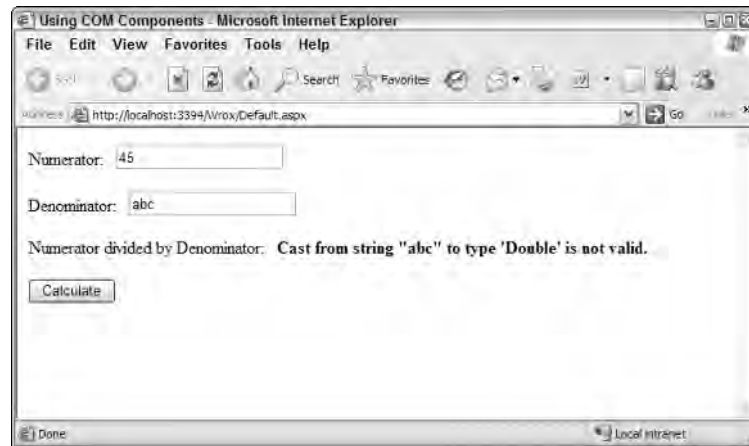 Using COM Components - Microsoft Internet Explorer
File Edit View Favorites Tools Help
Search Favorites
Address http://localhost:3394/Wrox/Default.aspx Go
Numerator: 45
Denominator: abc
Numerator divided by Denominator: Cast from string "abc" to type 'Double' is not valid.
Calculate
Done Local intranet